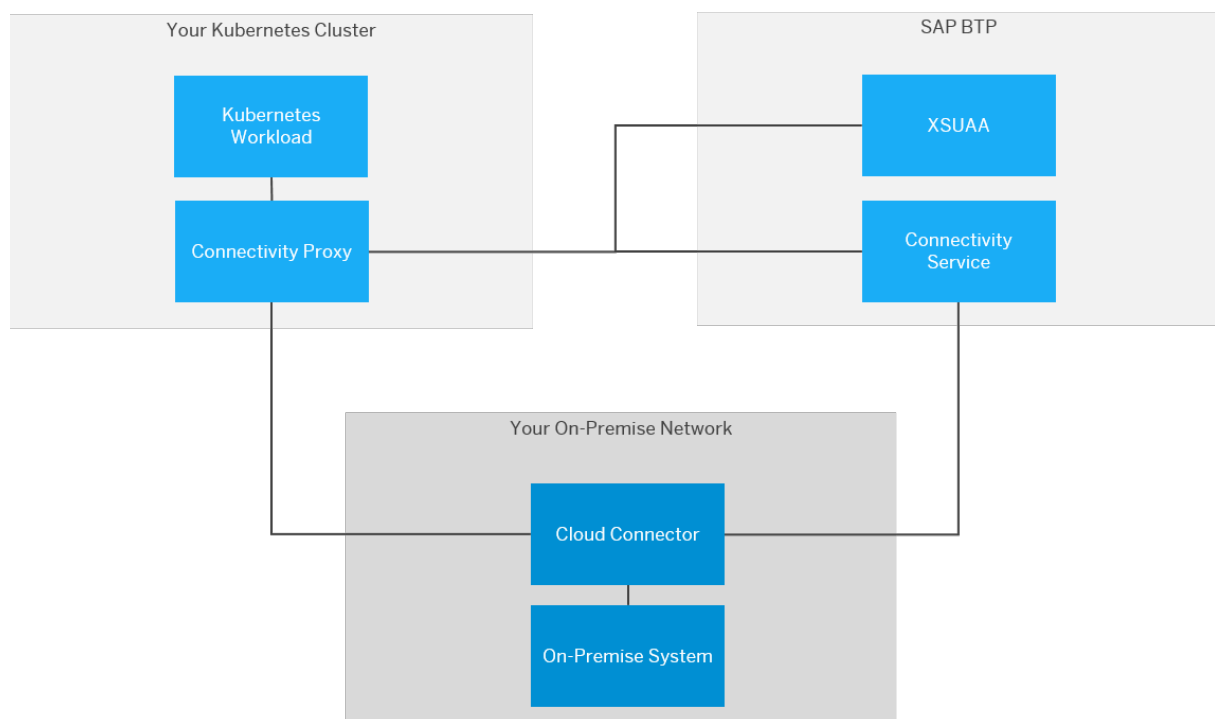 Your Kubernetes Cluster
SAP BTP
Kubernetes
Workload
XSUAA
Connectivity Proxy
Connectivity
Service
Your On-Premise Network
Cloud Connector
On-Premise System